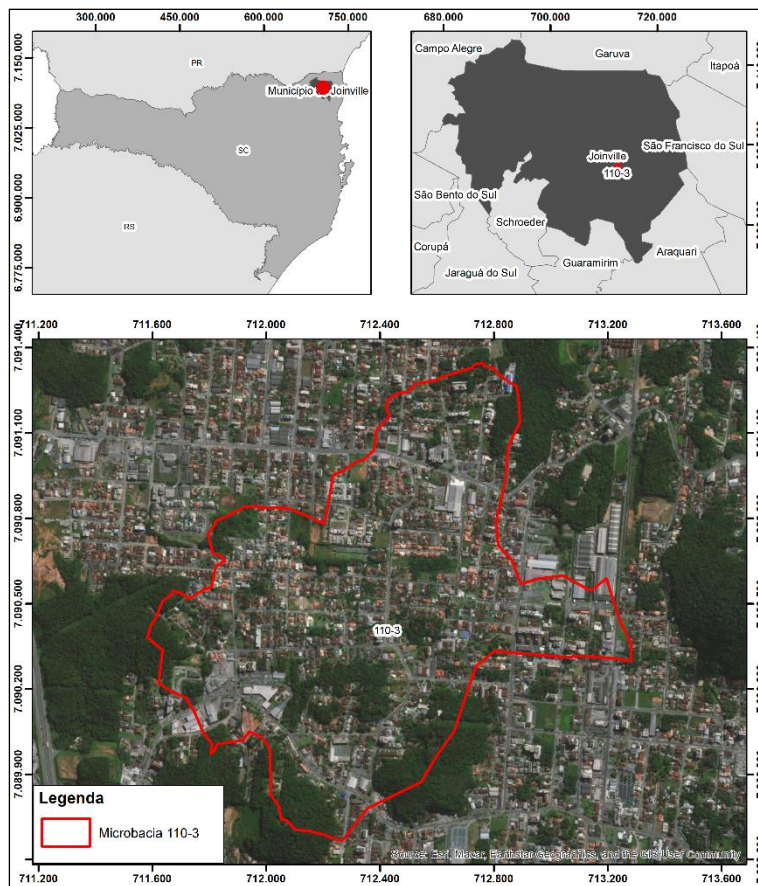 300.000 450.000 600.000 750.000
7.150.000
7.025.000
6.900.000
6.775.000
PR
Município Joinville
SC
RS
680.000 700.000 720.000
Campo Alegre
Garuva
Itapoá
São Francisco do Sul
Joinville
110-3
São Bento do Sul
Schroeder
Corupá
Araquari
Guaramirim
Jaraguá do Sul
711.200 711.600 712.000 712.400 712.800 713.200 713.600
7.091.400
7.091.100
7.090.800
7.090.500
7.090.200
7.089.900
110-3
Legenda
Microbacia 110-3
Source: Esri, Maxar, Earthstar Geographics, and the GIS User Community
711.200 711.600 712.000 712.400 712.800 713.200 713.600